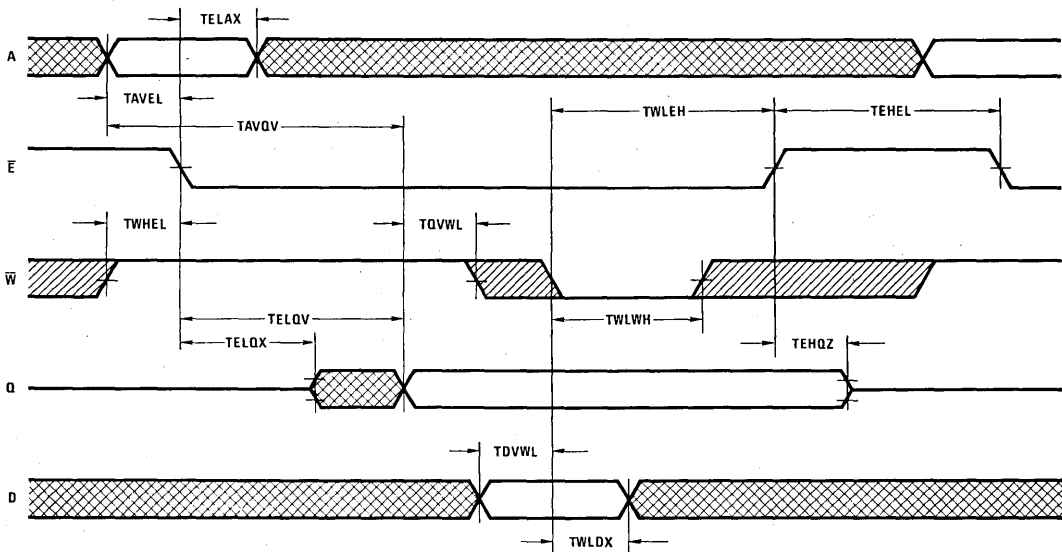 TELAX
A
TAVEL
TAVQV
TWLEH
TEHEL
E
TWHEL
TQVWL
W
TELQV
TWLWH
TELQX
TEHQZ
Q
TDVWL
D
TWLDX